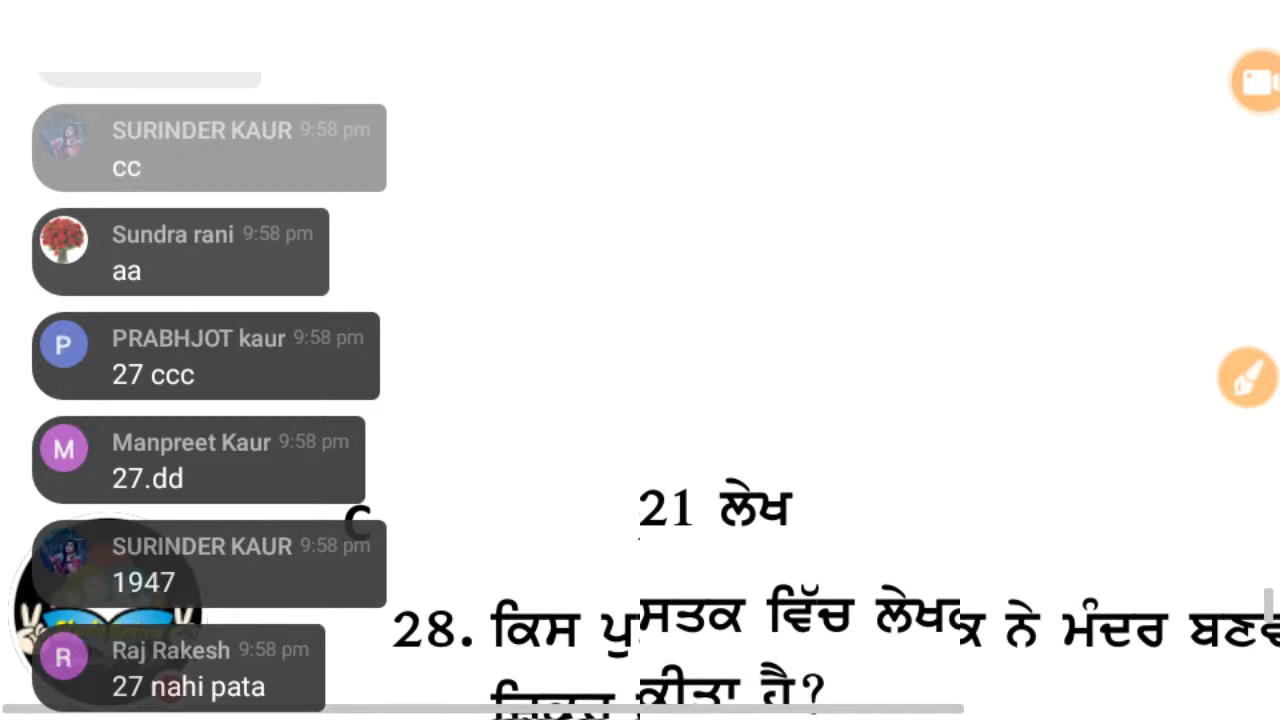 SURINDER KAUR 9:58 pm
cc
Sundra rani 9:58 pm
aa
PRABHJOT kaur 9:58 pm
27 ccc
Manpreet Kaur 9:58 pm
27.dd
SURINDER KAUR 9:58 pm
1947
Raj Rakesh 9:58 pm
27 nahi pata
C
21 ਲੇਖ
28. ਕਿਸ ਪੁਸਤਕ ਵਿੱਚ ਲੇਖਕ ਨੇ ਮੰਦਰ
ਕੀਤਾ ਹੈ?